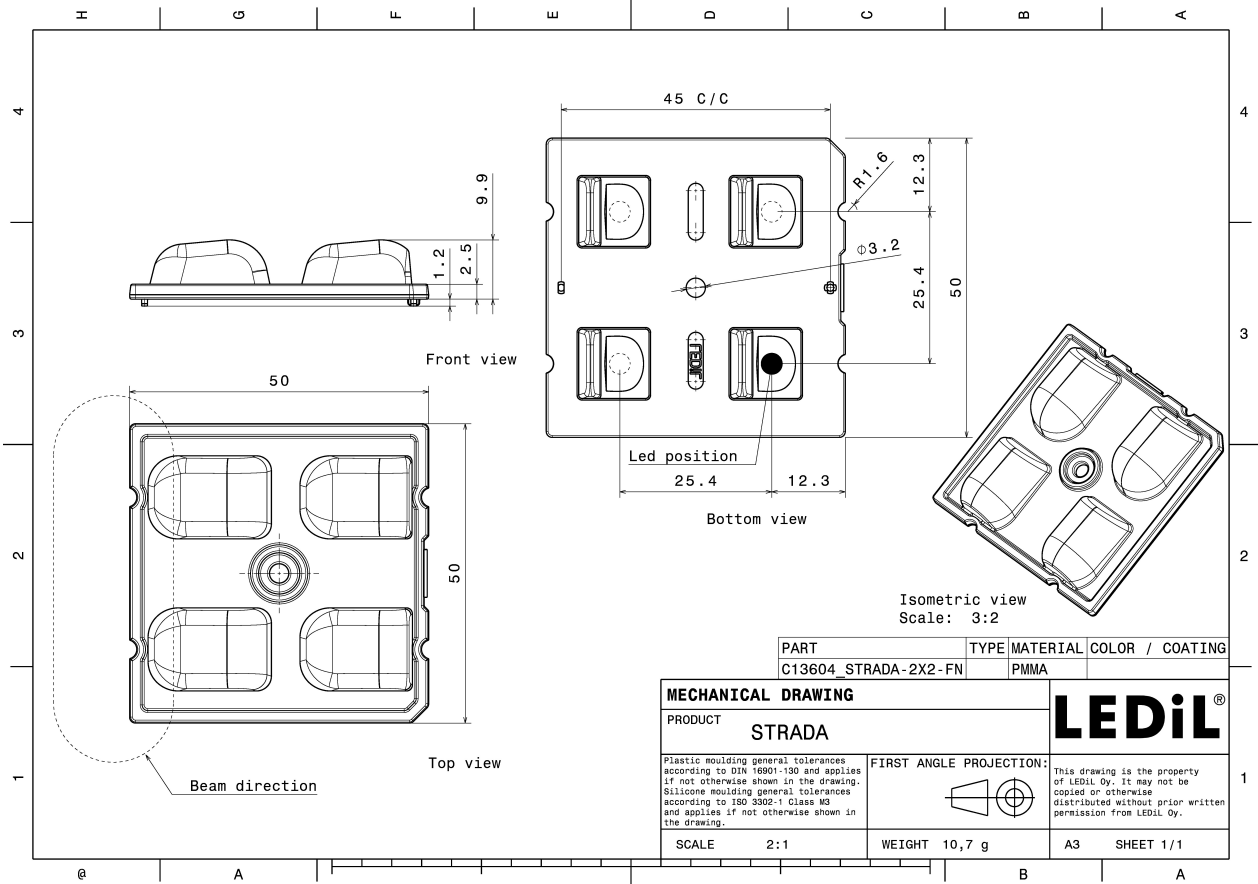 H G F E D C B A
4 4
45 C/C
R1.6
12.3
9.9
Ø3.2
1.2
2.5
25.4
50
3 3
Front view
50
Led position
25.4 12.3
Bottom view
2 2
50
Isometric view
Scale: 3:2
PART TYPE MATERIAL COLOR / COATING
C13604_STRADA-2X2-FN PMMA
MECHANICAL DRAWING
LEDiL®
PRODUCT
STRADA
Top view
Beam direction
1 1
Plastic moulding general tolerances
according to DIN 16901-130 and applies
if not otherwise shown in the drawing.
Silicone moulding general tolerances
according to ISO 3302-1 Class M3
and applies if not otherwise shown in
the drawing.
FIRST ANGLE PROJECTION:
This drawing is the property
of LEDiL Oy. It may not be
copied or otherwise
distributed without prior written
permission from LEDiL Oy.
SCALE 2:1
WEIGHT 10,7 g
A3 SHEET 1/1
@ A B A
LEDiL